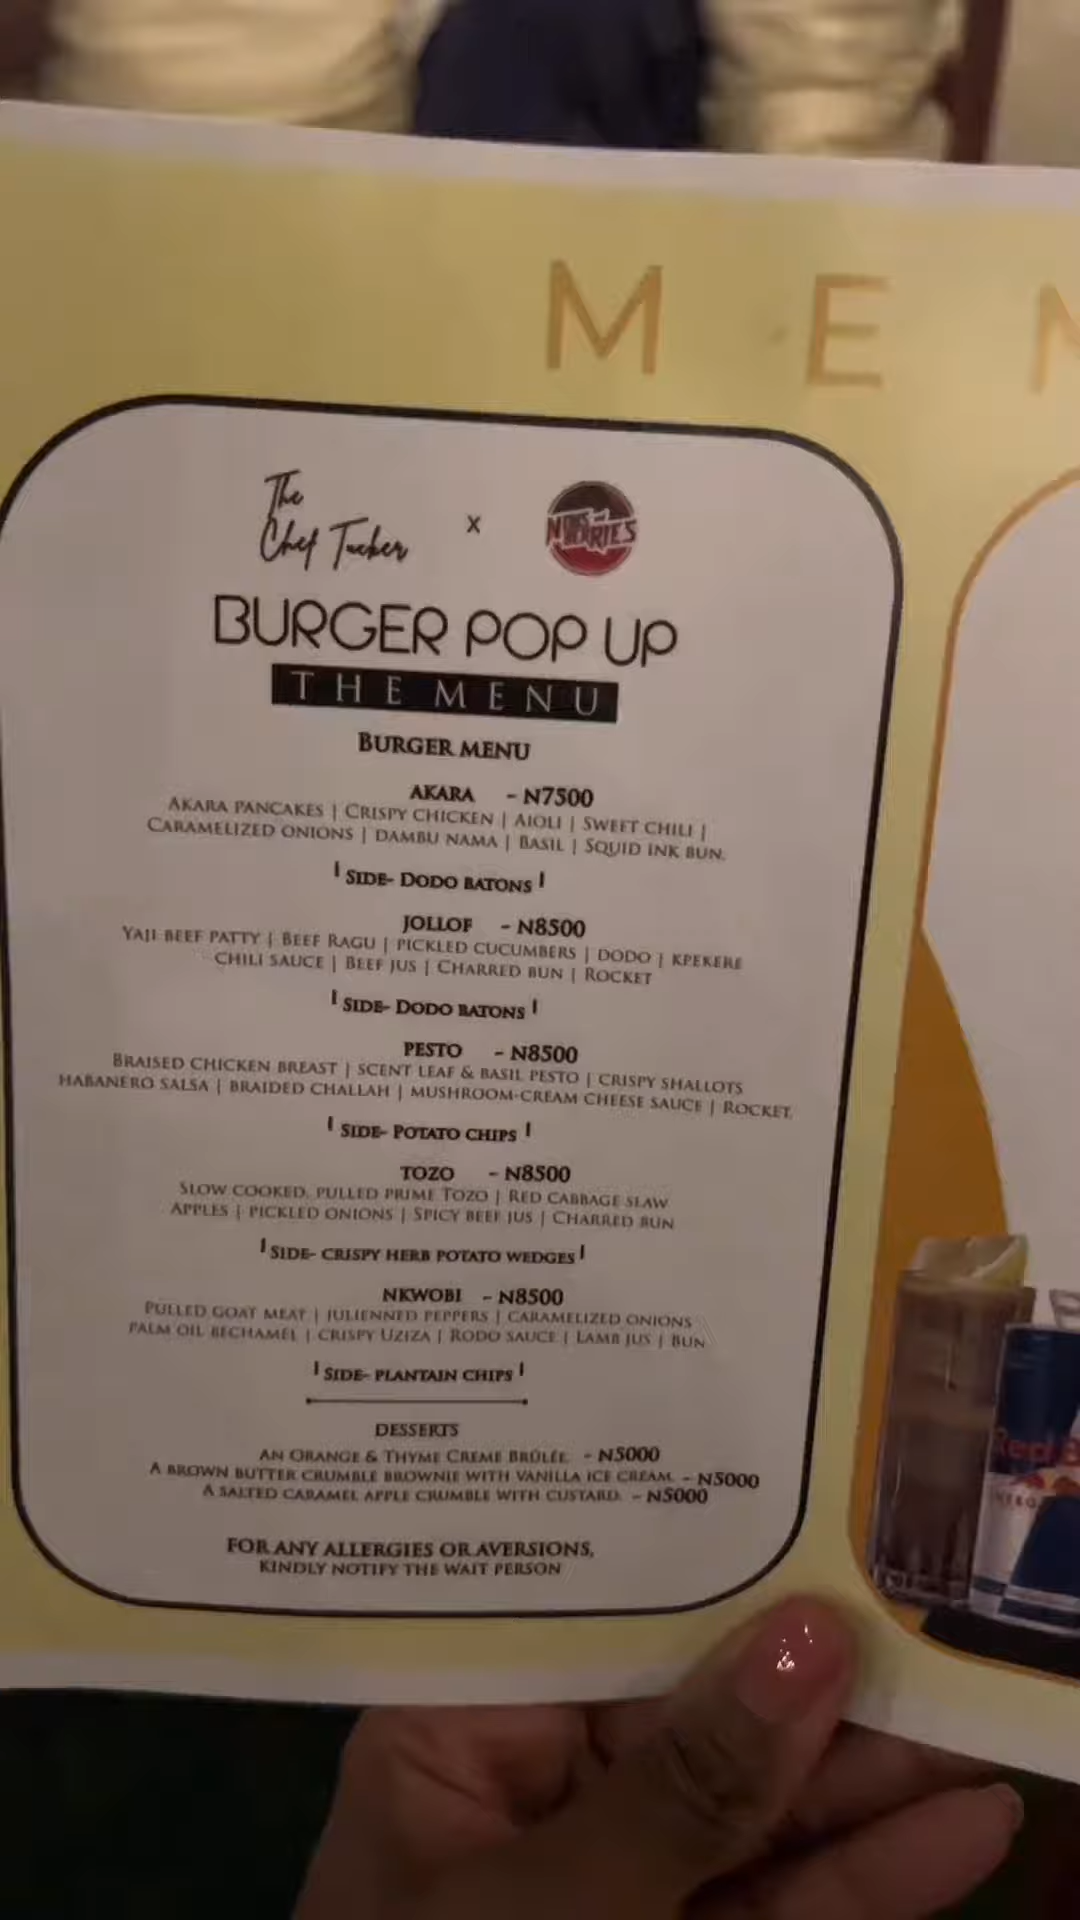 M E
The
Chef Tucker
X
BURGER POP UP
THE MENU
BURGER MENU
AKARA - N7500
AKARA PANCAKES | CRISPY CHICKEN | AIOLI | SWEET CHILI |
CARAMELIZED ONIONS | DAMBU NAMA | BASIL | SQUID INK BUN.
| SIDE- DODO BATONS |
JOLLOF - N8500
YAJI BEEF PATTY | BEEF RAGU | PICKLED CUCUMBERS | DODO | KPEKERE
CHILI SAUCE | BEEF JUS | CHARRED BUN | ROCKET
| SIDE- DODO BATONS |
PESTO - N8500
BRAISED CHICKEN BREAST | SCENT LEAF & BASIL PESTO | CRISPY SHALLOTS
HABANERO SALSA | BRAIDED CHALLAH | MUSHROOM-CREAM CHEESE SAUCE | ROCKET.
| SIDE- POTATO CHIPS |
TOZO - N8500
SLOW COOKED, PULLED PRIME TOZO | RED CABBAGE SLAW
APPLES | PICKLED ONIONS | SPICY BEEF JUS | CHARRED BUN
| SIDE- CRISPY HERB POTATO WEDGES |
NKWOBI - N8500
PULLED GOAT MEAT | JULIENNED PEPPERS | CARAMELIZED ONIONS
PALM OIL BECHAMEL | CRISPY UZIZA | RODO SAUCE | LAMB JUS | BUN
| SIDE- PLANTAIN CHIPS |
DESSERTS
AN ORANGE & THYME CREME BRÛLÉE. - N5000
A BROWN BUTTER CRUMBLE BROWNIE WITH VANILLA ICE CREAM. - N5000
A SALTED CARAMEL APPLE CRUMBLE WITH CUSTARD. - N5000
FOR ANY ALLERGIES OR AVERSIONS,
KINDLY NOTIFY THE WAIT PERSON